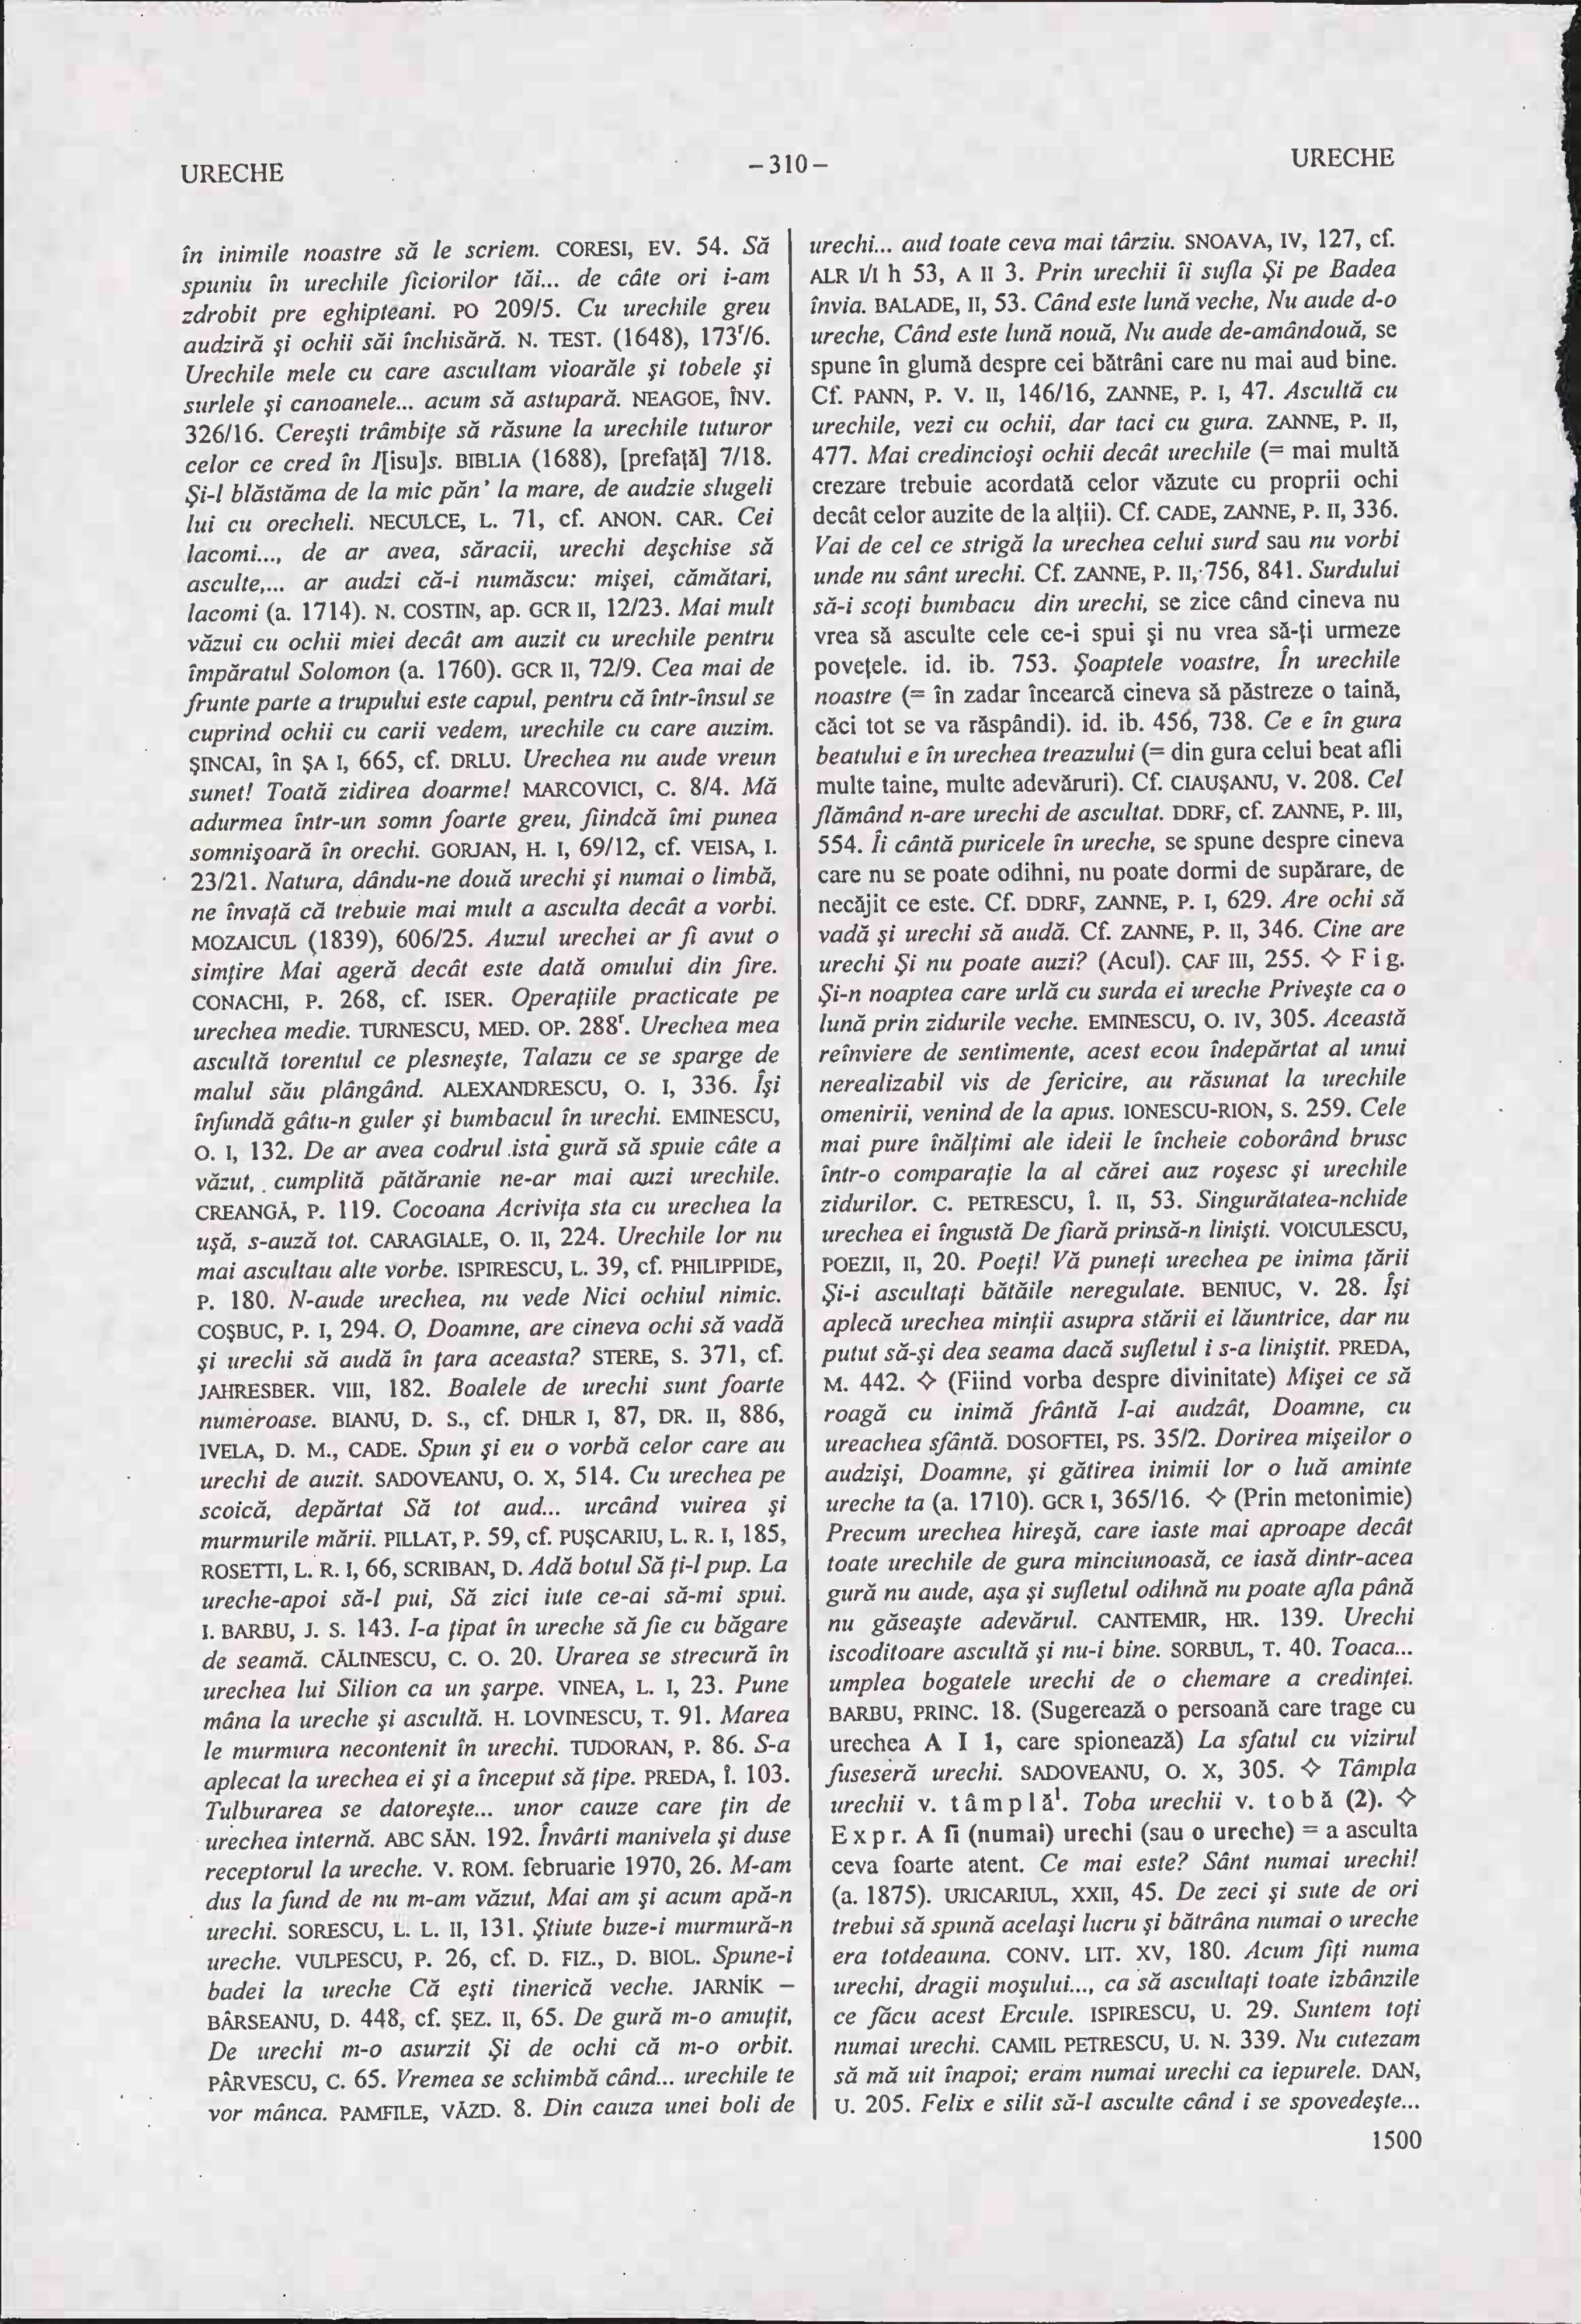 URECHE
–310–
URECHE
în inimile noastre să le scriem. CORESI, EV. 54. Să
spuniu în urechile ficiorilor tăi... de câte ori i-am
zdrobit pre eghipteani. PO 209/5. Cu urechile greu
audziră şi ochii săi închisără. N. TEST. (1648), 173ʳ/6.
Urechile mele cu care ascultam vioarăle şi tobele şi
surlele şi canoanele... acum să astupară. NEAGOE, ÎNV.
326/16. Cereşti trâmbiţe să răsune la urechile tuturor
celor ce cred în I[isu]s. BIBLIA (1688), [prefaţă] 7/18.
Şi-l blăstăma de la mic păn' la mare, de audzie slugeli
lui cu orecheli. NECULCE, L. 71, cf. ANON. CAR. Cei
lacomi..., de ar avea, săracii, urechi deşchise să
asculte,... ar audzi că-i număscu: mişei, cămătari,
lacomi (a. 1714). N. COSTIN, ap. GCR II, 12/23. Mai mult
văzui cu ochii miei decât am auzit cu urechile pentru
împăratul Solomon (a. 1760). GCR II, 72/9. Cea mai de
frunte parte a trupului este capul, pentru că într-însul se
cuprind ochii cu carii vedem, urechile cu care auzim.
ŞINCAI, în ŞA I, 665, cf. DRLU. Urechea nu aude vreun
sunet! Toată zidirea doarme! MARCOVICI, C. 8/4. Mă
adurmea într-un somn foarte greu, fiindcă îmi punea
somnişoară în orechi. GORJAN, H. I, 69/12, cf. VEISA, I.
23/21. Natura, dându-ne două urechi şi numai o limbă,
ne învaţă că trebuie mai mult a asculta decât a vorbi.
MOZAICUL (1839), 606/25. Auzul urechei ar fi avut o
simţire Mai ageră decât este dată omului din fire.
CONACHI, P. 268, cf. ISER. Operaţiile practicate pe
urechea medie. TURNESCU, MED. OP. 288ʳ. Urechea mea
ascultă torentul ce plesneşte, Talazu ce se sparge de
malul său plângând. ALEXANDRESCU, O. I, 336. Îşi
înfundă gâtu-n guler şi bumbacul în urechi. EMINESCU,
O. I, 132. De ar avea codrul ista gură să spuie câte a
văzut, cumplită pătăranie ne-ar mai auzi urechile.
CREANGĂ, P. 119. Cocoana Acriviţa sta cu urechea la
uşă, s-auză tot. CARAGIALE, O. II, 224. Urechile lor nu
mai ascultau alte vorbe. ISPIRESCU, L. 39, cf. PHILIPPIDE,
P. 180. N-aude urechea, nu vede Nici ochiul nimic.
COŞBUC, P. I, 294. O, Doamne, are cineva ochi să vadă
şi urechi să audă în ţara aceasta? STERE, S. 371, cf.
JAHRESBER. VIII, 182. Boalele de urechi sunt foarte
numeroase. BIANU, D. S., cf. DHLR I, 87, DR. II, 886,
IVELA, D. M., CADE. Spun şi eu o vorbă celor care au
urechi de auzit. SADOVEANU, O. X, 514. Cu urechea pe
scoică, depărtat Să tot aud... urcând vuirea şi
murmurile mării. PILLAT, P. 59, cf. PUŞCARIU, L. R. I, 185,
ROSETTI, L. R. I, 66, SCRIBAN, D. Adă botul Să ţi-l pup. La
ureche-apoi să-l pui, Să zici iute ce-ai să-mi spui.
I. BARBU, J. S. 143. I-a ţipat în ureche să fie cu băgare
de seamă. CĂLINESCU, C. O. 20. Urarea se strecură în
urechea lui Silion ca un şarpe. VINEA, L. I, 23. Pune
mâna la ureche şi ascultă. H. LOVINESCU, T. 91. Marea
le murmura necontenit în urechi. TUDORAN, P. 86. S-a
aplecat la urechea ei şi a început să ţipe. PREDA, Î. 103.
Tulburarea se datoreşte... unor cauze care ţin de
urechea internă. ABC SĂN. 192. Învârti manivela şi duse
receptorul la ureche. V. ROM. februarie 1970, 26. M-am
dus la fund de nu m-am văzut, Mai am şi acum apă-n
urechi. SORESCU, L. L. II, 131. Ştiute buze-i murmură-n
ureche. VULPESCU, P. 26, cf. D. FIZ., D. BIOL. Spune-i
badei la ureche Că eşti tinerică veche. JARNÍK –
BÂRSEANU, D. 448, cf. ŞEZ. II, 65. De gură m-o amuţit,
De urechi m-o asurzit Şi de ochi că m-o orbit.
PÂRVESCU, C. 65. Vremea se schimbă când... urechile te
vor mânca. PAMFILE, VĂZD. 8. Din cauza unei boli de
urechi... aud toate ceva mai târziu. SNOAVA, IV, 127, cf.
ALR I/I h 53, A II 3. Prin urechii îi sufla Şi pe Badea
învia. BALADE, II, 53. Când este lună veche, Nu aude d-o
ureche, Când este lună nouă, Nu aude de-amândouă, se
spune în glumă despre cei bătrâni care nu mai aud bine.
Cf. PANN, P. V. II, 146/16, ZANNE, P. I, 47. Ascultă cu
urechile, vezi cu ochii, dar taci cu gura. ZANNE, P. II,
477. Mai credincioşi ochii decât urechile (= mai multă
crezare trebuie acordată celor văzute cu proprii ochi
decât celor auzite de la alţii). Cf. CADE, ZANNE, P. II, 336.
Vai de cel ce strigă la urechea celui surd sau nu vorbi
unde nu sânt urechi. Cf. ZANNE, P. II, 756, 841. Surdului
să-i scoţi bumbacu din urechi, se zice când cineva nu
vrea să asculte cele ce-i spui şi nu vrea să-ţi urmeze
poveţele. id. ib. 753. Şoaptele voastre, În urechile
noastre (= în zadar încearcă cineva să păstreze o taină,
căci tot se va răspândi). id. ib. 456, 738. Ce e în gura
beatului e în urechea treazului (= din gura celui beat afli
multe taine, multe adevăruri). Cf. CIAUŞANU, V. 208. Cel
flămând n-are urechi de ascultat. DDRF, cf. ZANNE, P. III,
554. Îi cântă puricele în ureche, se spune despre cineva
care nu se poate odihni, nu poate dormi de supărare, de
necăjit ce este. Cf. DDRF, ZANNE, P. I, 629. Are ochi să
vadă şi urechi să audă. Cf. ZANNE, P. II, 346. Cine are
urechi Şi nu poate auzi? (Acul). CAF III, 255. ◇ Fig.
Şi-n noaptea care urlă cu surda ei ureche Priveşte ca o
lună prin zidurile veche. EMINESCU, O. IV, 305. Această
reînviere de sentimente, acest ecou îndepărtat al unui
nerealizabil vis de fericire, au răsunat la urechile
omenirii, venind de la apus. IONESCU-RION, S. 259. Cele
mai pure înălţimi ale ideii le încheie coborând brusc
într-o comparaţie la al cărei auz roşesc şi urechile
zidurilor. C. PETRESCU, Î. II, 53. Singurătatea-nchide
urechea ei îngustă De fiară prinsă-n linişti. VOICULESCU,
POEZII, II, 20. Poeţi! Vă puneţi urechea pe inima ţării
Şi-i ascultaţi bătăile neregulate. BENIUC, V. 28. Îşi
aplecă urechea minţii asupra stării ei lăuntrice, dar nu
putut să-şi dea seama dacă sufletul i s-a liniştit. PREDA,
M. 442. ◇ (Fiind vorba despre divinitate) Mişei ce să
roagă cu inimă frântă I-ai audzât, Doamne, cu
ureachea sfântă. DOSOFTEI, PS. 35/2. Dorirea mişeilor o
audzişi, Doamne, şi gătirea inimii lor o luă aminte
ureche ta (a. 1710). GCR I, 365/16. ◇ (Prin metonimie)
Precum urechea hireşă, care iaste mai aproape decât
toate urechile de gura minciunoasă, ce iasă dintr-acea
gură nu aude, aşa şi sufletul odihnă nu poate afla până
nu găseaşte adevărul. CANTEMIR, HR. 139. Urechi
iscoditoare ascultă şi nu-i bine. SORBUL, T. 40. Toaca...
umplea bogatele urechi de o chemare a credinţei.
BARBU, PRINC. 18. (Sugerează o persoană care trage cu
urechea A I 1, care spionează) La sfatul cu vizirul
fuseseră urechi. SADOVEANU, O. X, 305. ◇ Tâmpla
urechii v. tâmplă¹. Toba urechii v. tobă (2). ◇
Expr. A fi (numai) urechi (sau o ureche) = a asculta
ceva foarte atent. Ce mai este? Sânt numai urechi!
(a. 1875). URICARIUL, XXII, 45. De zeci şi sute de ori
trebui să spună acelaşi lucru şi bătrâna numai o ureche
era totdeauna. CONV. LIT. XV, 180. Acum fiţi numa
urechi, dragii moşului..., ca să ascultaţi toate izbânzile
ce făcu acest Ercule. ISPIRESCU, U. 29. Suntem toţi
numai urechi. CAMIL PETRESCU, U. N. 339. Nu cutezam
să mă uit înapoi; eram numai urechi ca iepurele. DAN,
U. 205. Felix e silit să-l asculte când i se spovedeşte...
1500